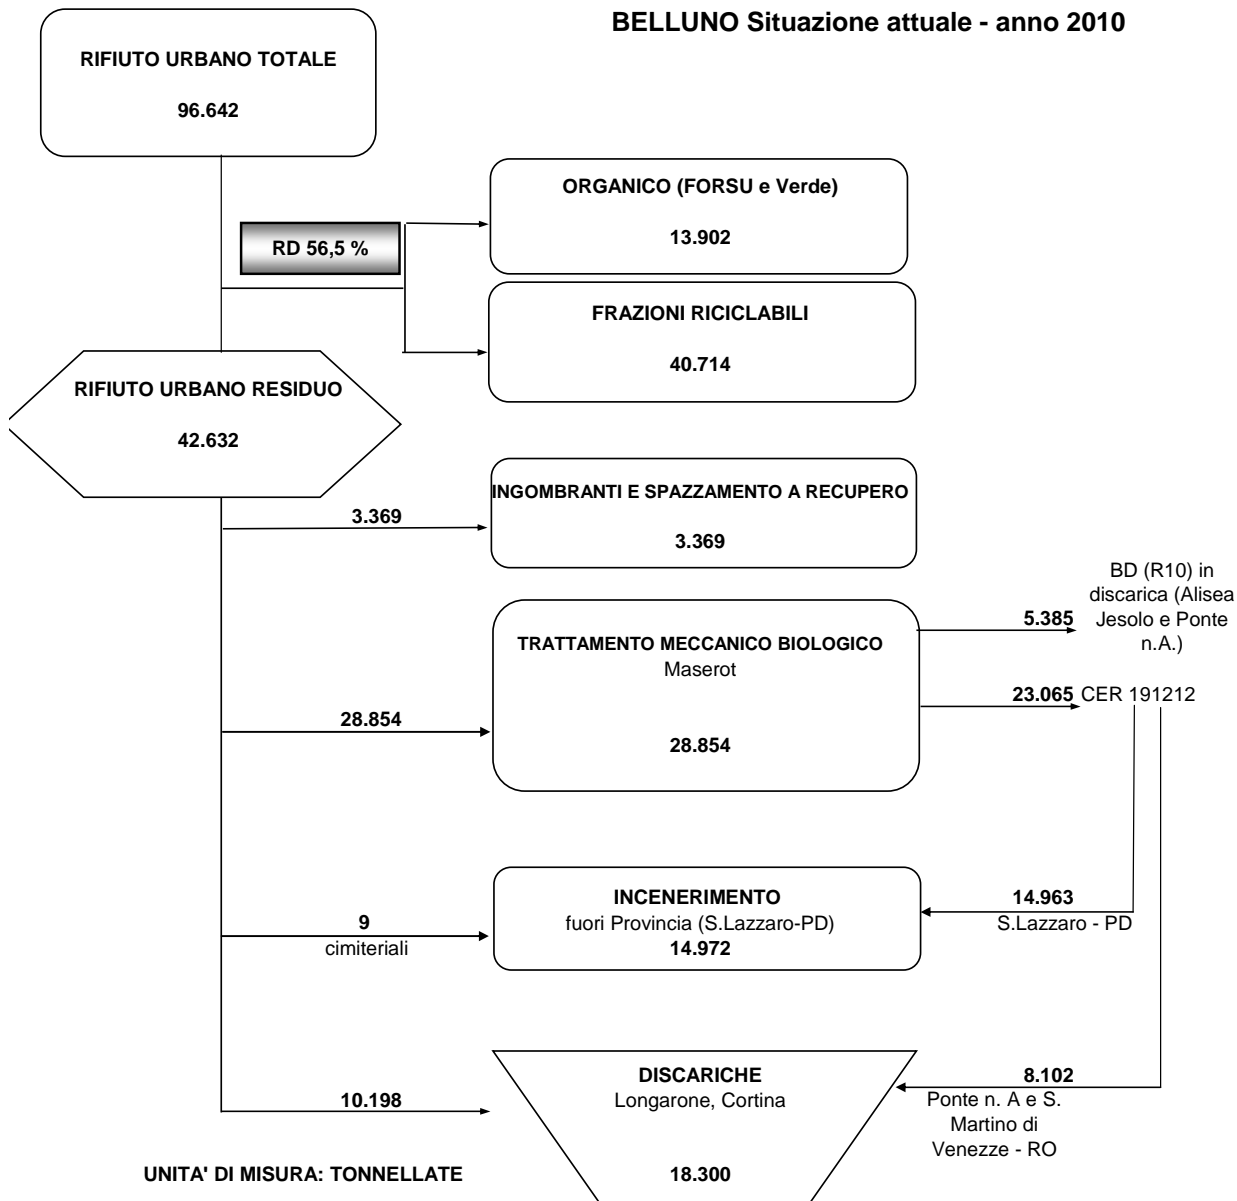 BELLUNO Situazione attuale - anno 2010
RIFIUTO URBANO TOTALE
96.642
ORGANICO (FORSU e Verde)
13.902
RD 56,5 %
FRAZIONI RICICLABILI
40.714
RIFIUTO URBANO RESIDUO
42.632
INGOMBRANTI E SPAZZAMENTO A RECUPERO
3.369
3.369
BD (R10) in
discarica (Alisea
Jesolo e Ponte
n.A.)
5.385
TRATTAMENTO MECCANICO BIOLOGICO
Maserot
28.854
28.854
23.065 CER 191212
INCENERIMENTO
fuori Provincia (S.Lazzaro-PD)
14.972
9
cimiteriali
14.963
S.Lazzaro - PD
DISCARICHE
Longarone, Cortina
18.300
10.198
8.102
Ponte n. A e S.
Martino di
Venezze - RO
UNITA' DI MISURA: TONNELLATE